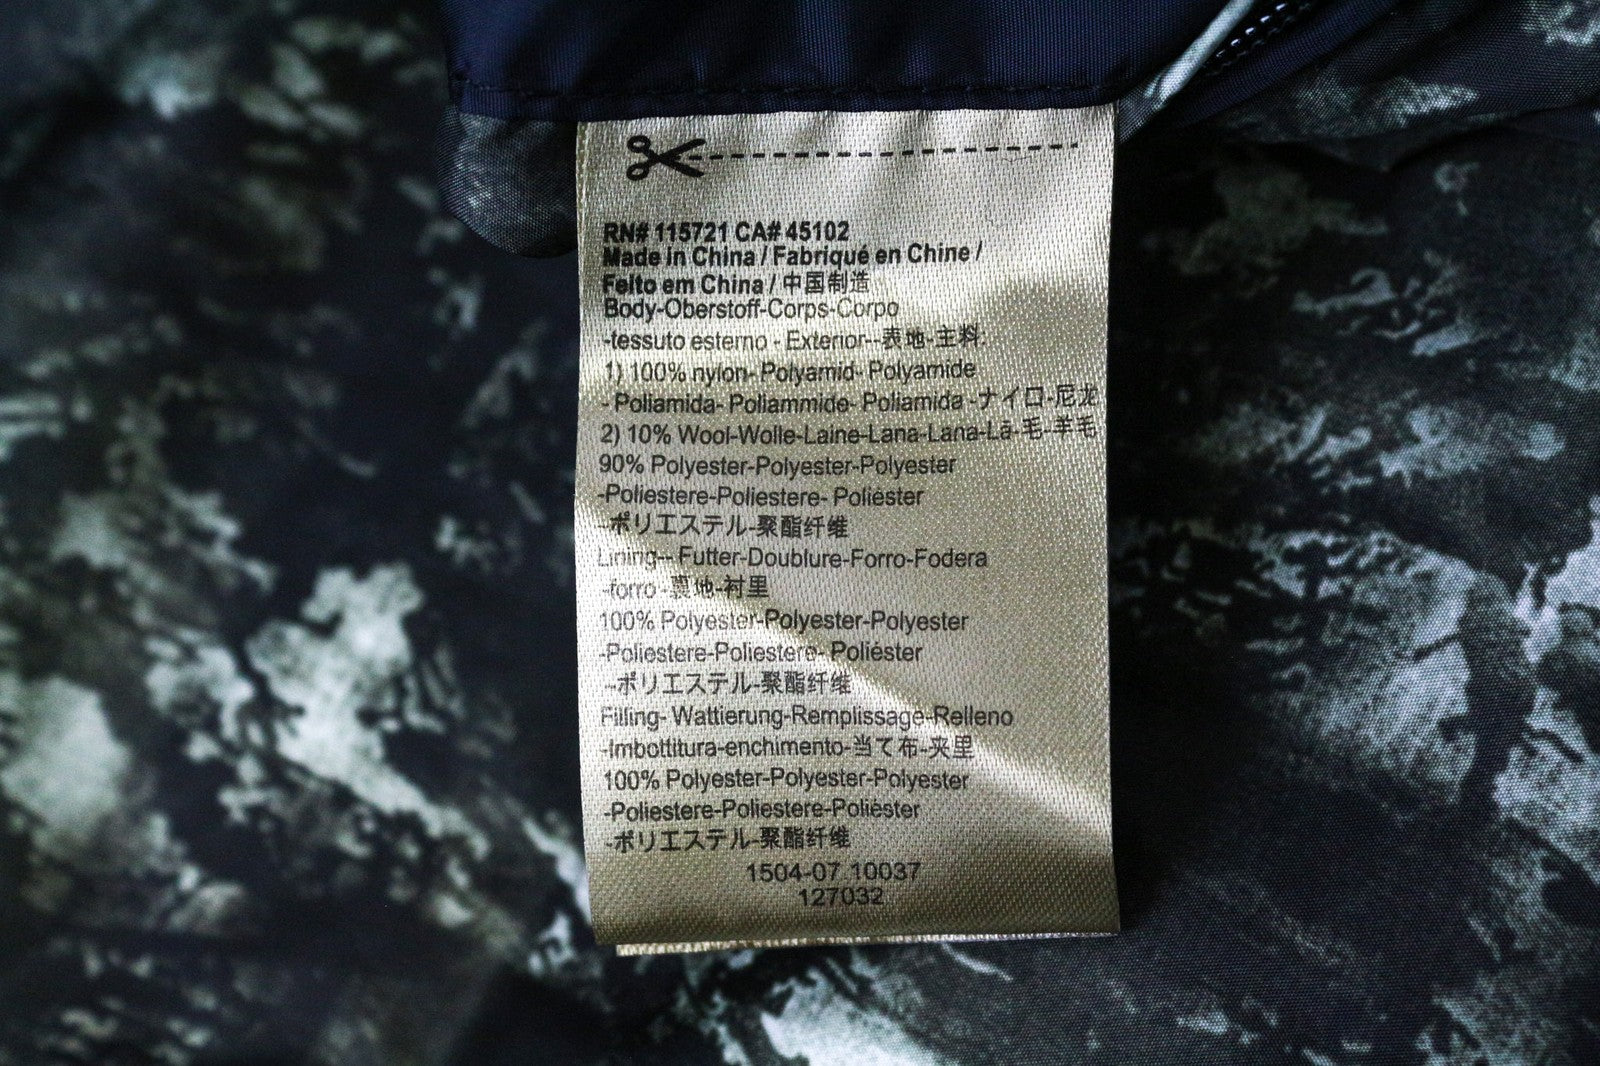 RN# 115721 CA# 45102
Made in China / Fabriqué en Chine /
Feito em China / 中国制造
Body-Oberstoff-Corps-Corpo
-tessuto esterno - Exterior--表地-主料:
1) 100% nylon- Polyamid- Polyamide
- Poliamida- Poliammide- Poliamida -ナイロ-尼龙
2) 10% Wool-Wolle-Laine-Lana-Lana-Lã-毛-羊毛
90% Polyester-Polyester-Polyester
-Poliestere-Poliestere- Poliéster
-ポリエステル-聚酯纤维
Lining-- Futter-Doublure-Forro-Fodera
-forro -裏地-衬里
100% Polyester-Polyester-Polyester
-Poliestere-Poliestere- Poliéster
-ポリエステル-聚酯纤维
Filling- Wattierung-Remplissage-Relleno
-Imbottitura-enchimento-当て布-夹里
100% Polyester-Polyester-Polyester
-Poliestere-Poliestere-Poliéster
-ポリエステル-聚酯纤维
1504-07.10037
127032